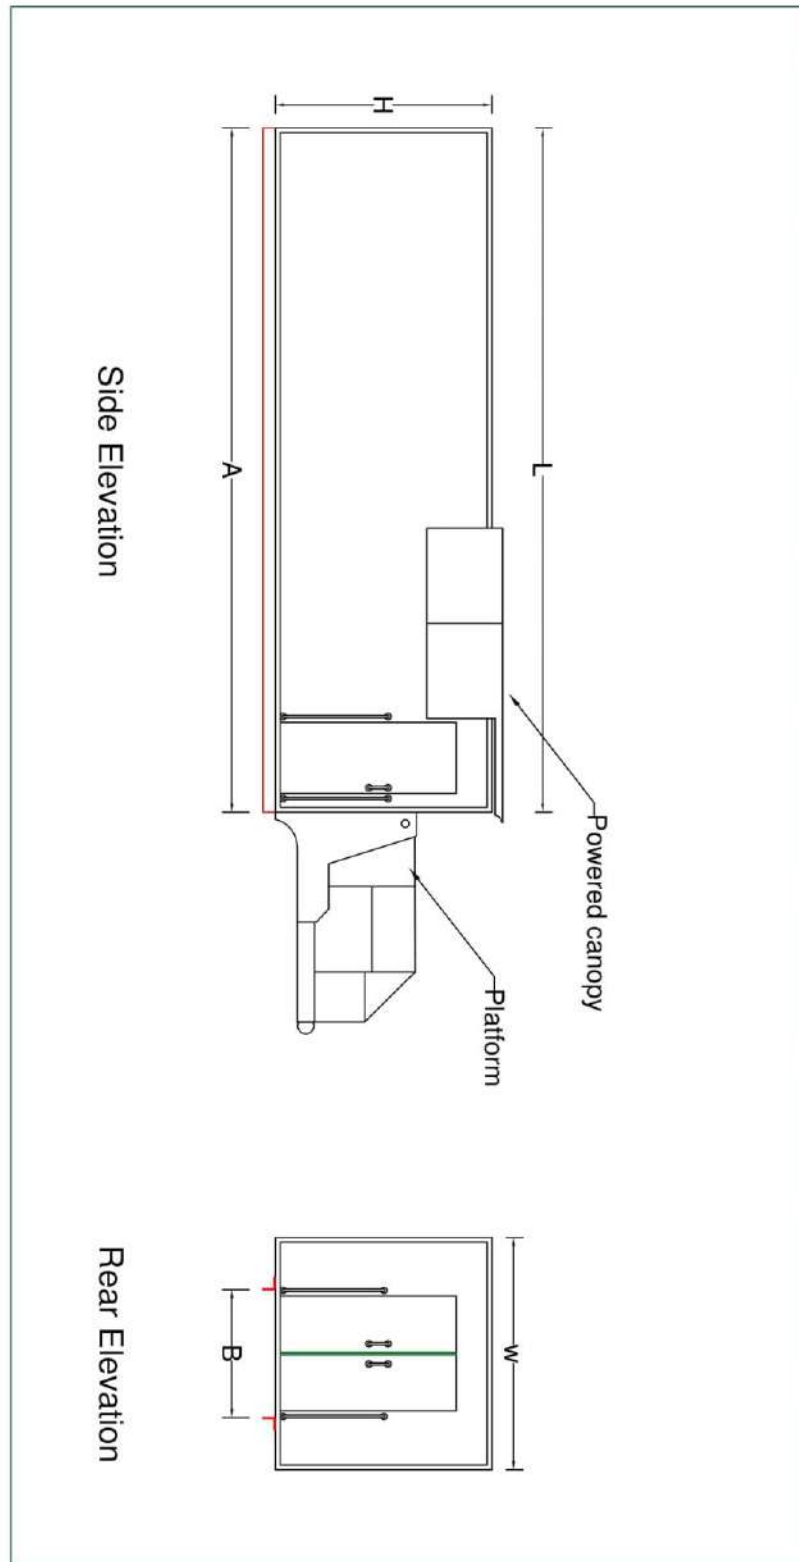 H
L
A
Powered canopy
Platform
Side Elevation
W
B
Rear Elevation